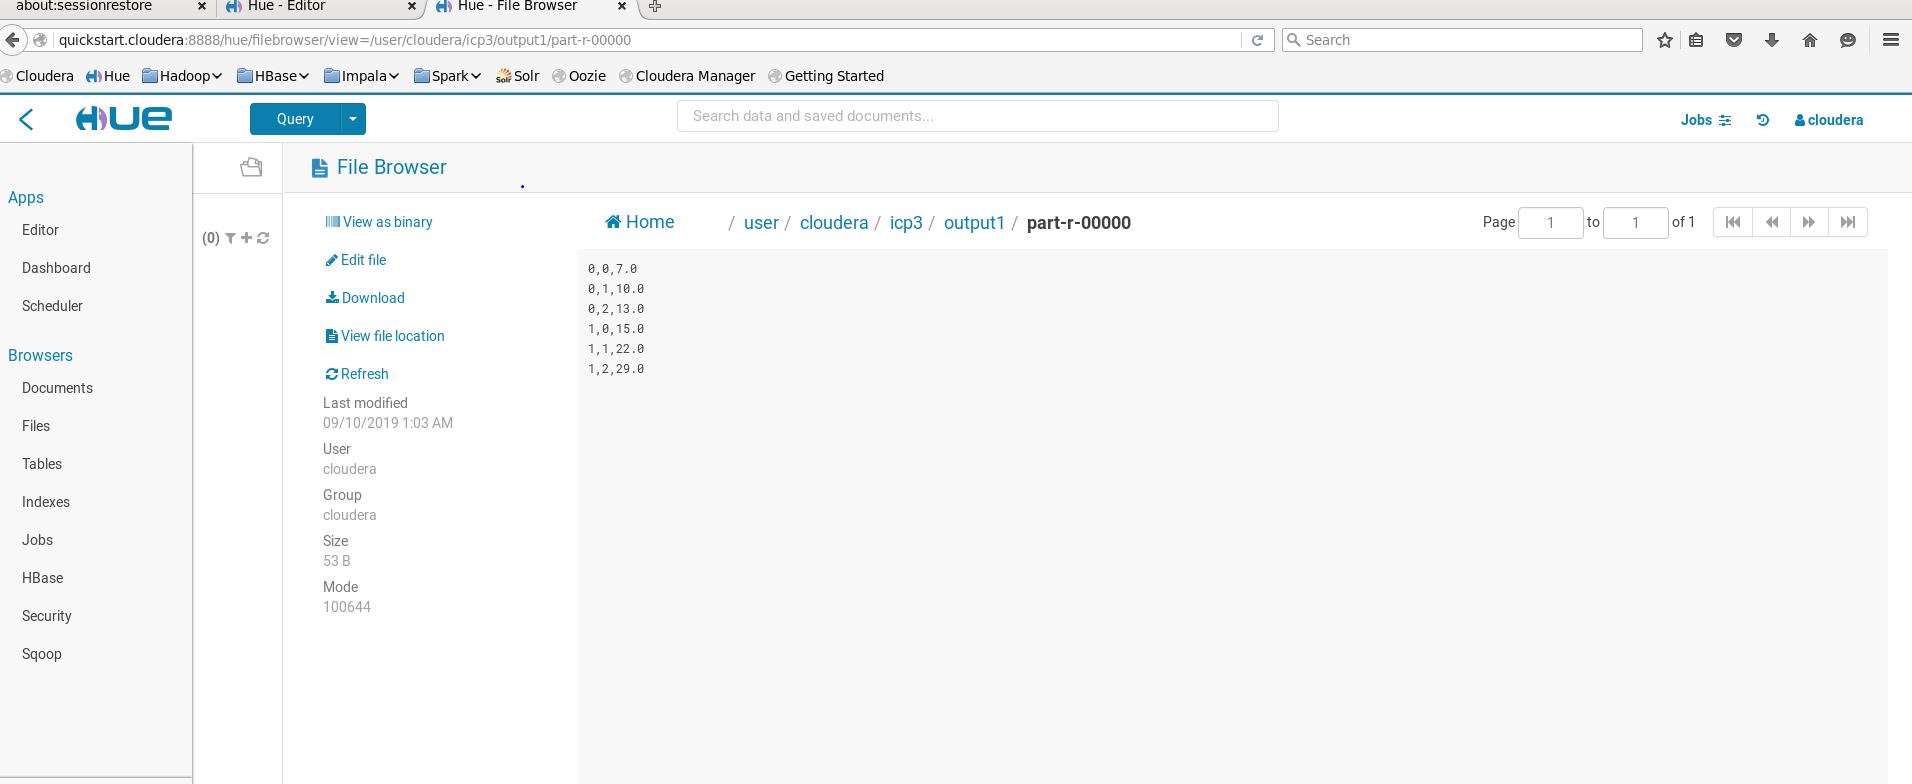 about:sessionrestore Hue - Editor Hue - File Browser
quickstart.cloudera:8888/hue/filebrowser/view=/user/cloudera/icp3/output1/part-r-00000 Search
Cloudera Hue Hadoop HBase Impala Spark Solr Oozie Cloudera Manager Getting Started
HUE Query Search data and saved documents... Jobs cloudera
File Browser
Apps
Editor
Dashboard
Scheduler
Browsers
Documents
Files
Tables
Indexes
Jobs
HBase
Security
Sqoop
(0)
View as binary
Edit file
Download
View file location
Refresh
Last modified
09/10/2019 1:03 AM
User
cloudera
Group
cloudera
Size
53 B
Mode
100644
Home / user / cloudera / icp3 / output1 / part-r-00000 Page 1 to 1 of 1
0,0,7.0
0,1,10.0
0,2,13.0
1,0,15.0
1,1,22.0
1,2,29.0